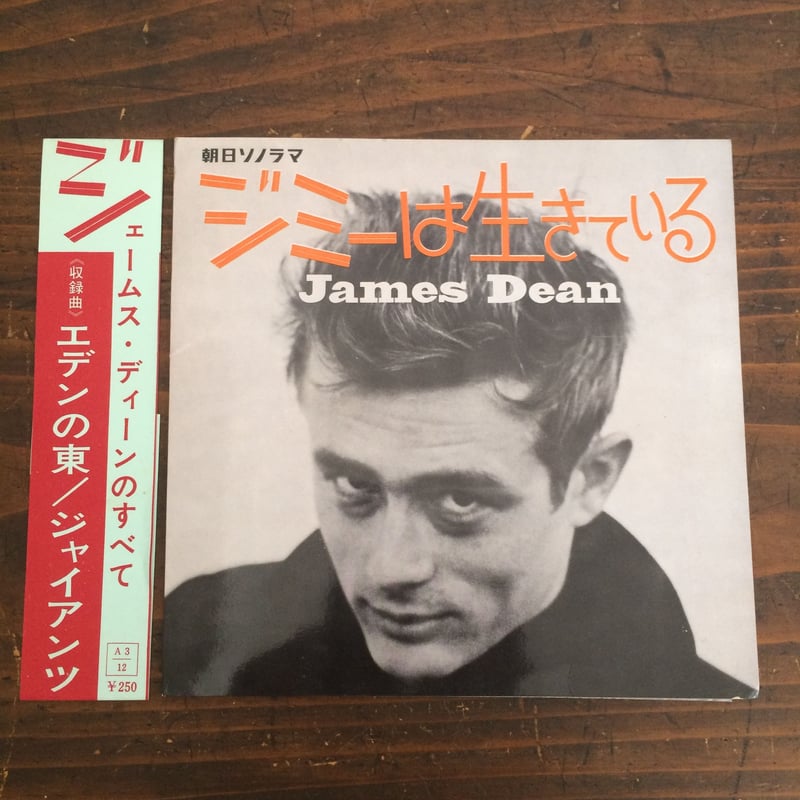 朝日ソノラマ
ジミーは生きている
James Dean
ジェームス・ディーンのすべて
《収録曲》エデンの東/ジャイアンツ
A3
12
¥250